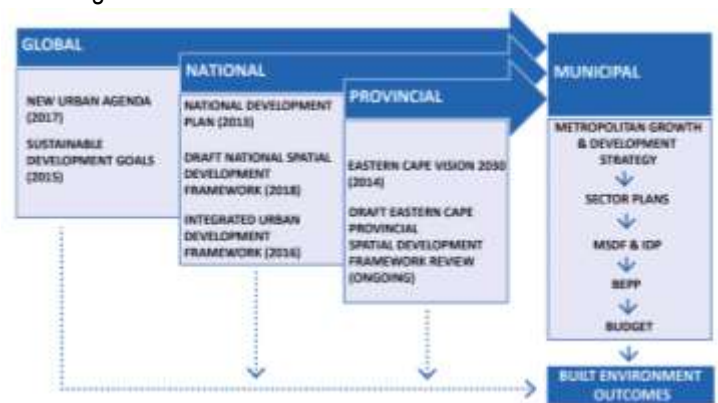 GLOBAL
NEW URBAN AGENDA
(2017)
SUSTAINABLE
DEVELOPMENT GOALS
(2015)
NATIONAL
NATIONAL DEVELOPMENT
PLAN (2013)
DRAFT NATIONAL SPATIAL
DEVELOPMENT
FRAMEWORK (2018)
INTEGRATED URBAN
DEVELOPMENT
FRAMEWORK (2016)
PROVINCIAL
EASTERN CAPE VISION 2030
(2014)
DRAFT EASTERN CAPE
PROVINCIAL
SPATIAL DEVELOPMENT
FRAMEWORK REVIEW
(ONGOING)
MUNICIPAL
METROPOLITAN GROWTH
& DEVELOPMENT
STRATEGY
SECTOR PLANS
MSDF & IDP
BEPP
BUDGET
BUILT ENVIRONMENT
OUTCOMES